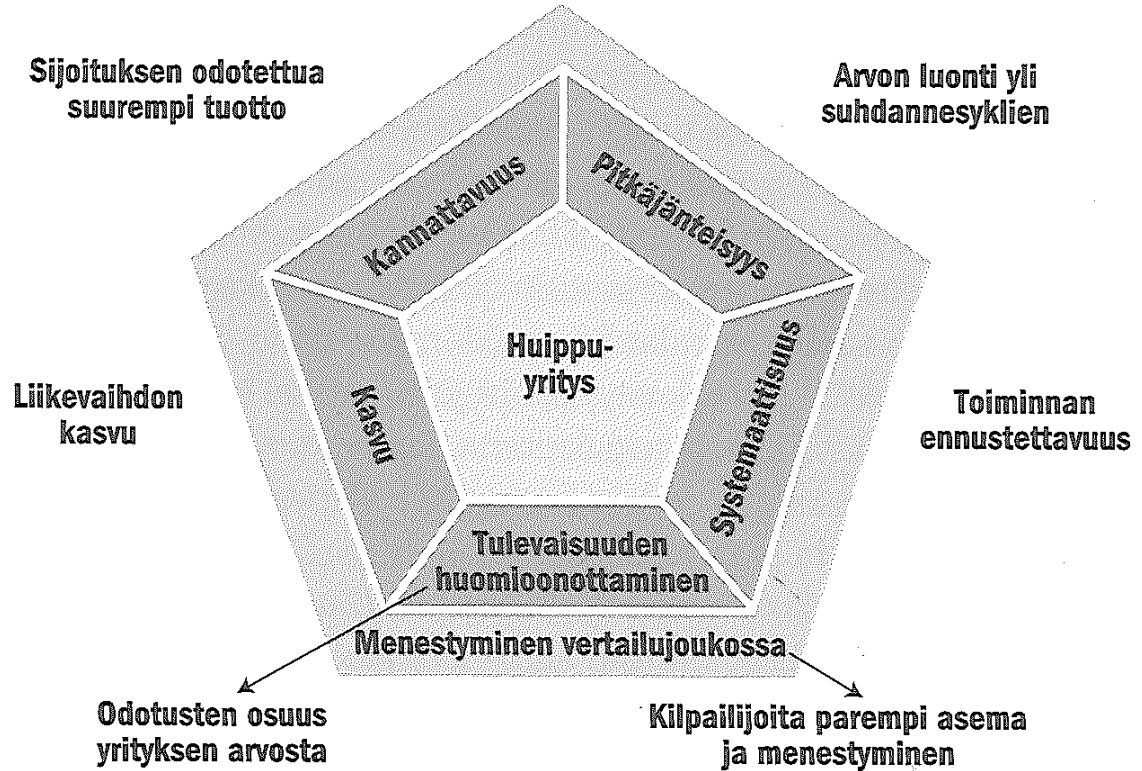 Sijoituksen odotettua
suurempi tuotto
Arvon luonti yli
suhdannesyklien
Kannattavuus
Pitkäjänteisyys
Huippu-
yritys
Liikevaihdon
kasvu
Kasvu
Systemaattisuus
Toiminnan
ennustettavuus
Tulevaisuuden
huomioonottaminen
Menestyminen vertailujoukossa
Odotusten osuus
yrityksen arvosta
Kilpailijoita parempi asema
ja menestyminen